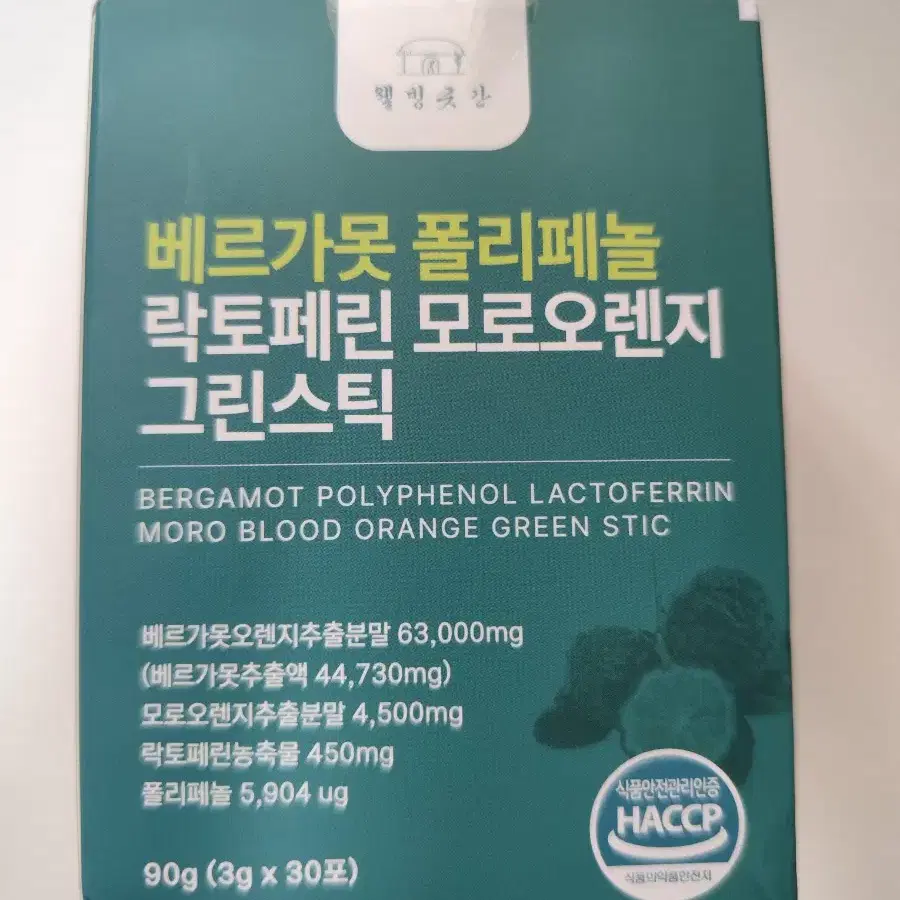 웰빙곳간
베르가못 폴리페놀
락토페린 모로오렌지
그린스틱
BERGAMOT POLYPHENOL LACTOFERRIN
MORO BLOOD ORANGE GREEN STIC
베르가못오렌지추출분말 63,000mg
(베르가못추출액 44,730mg)
모로오렌지추출분말 4,500mg
락토페린농축물 450mg
폴리페놀 5,904 ug
90g (3g x 30포)
식품안전관리인증
HACCP
식품의약품안전처